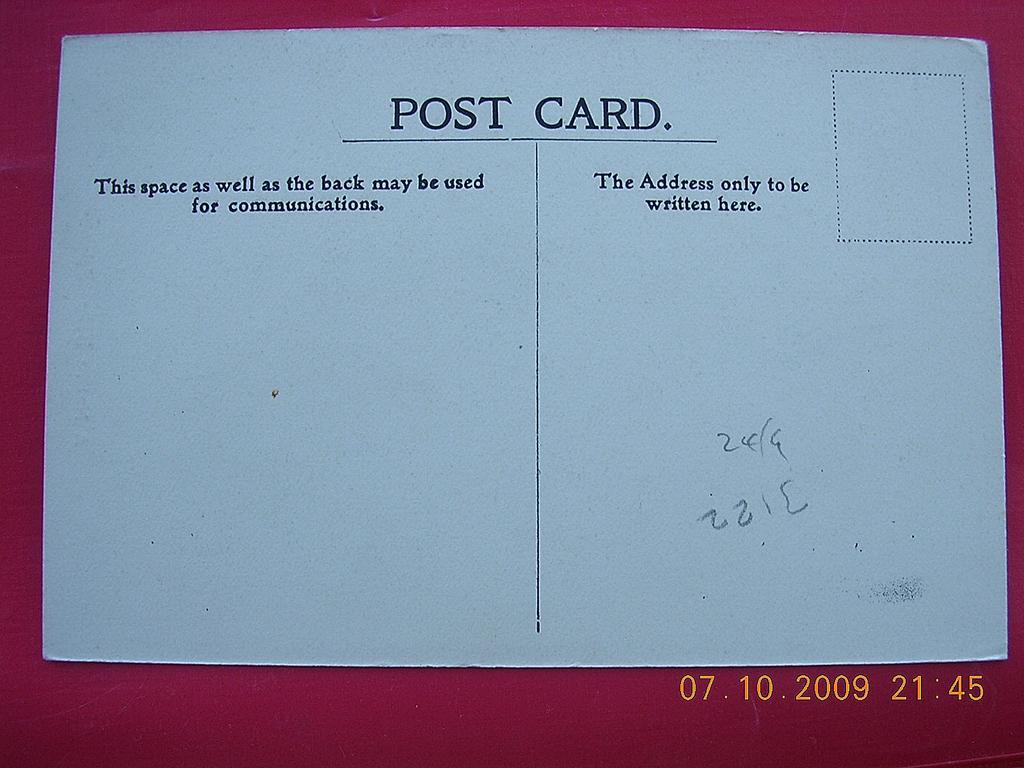 POST CARD.
This space as well as the back may be used
for communications.
The Address only to be
written here.
24/9
07.10.2009 21:45